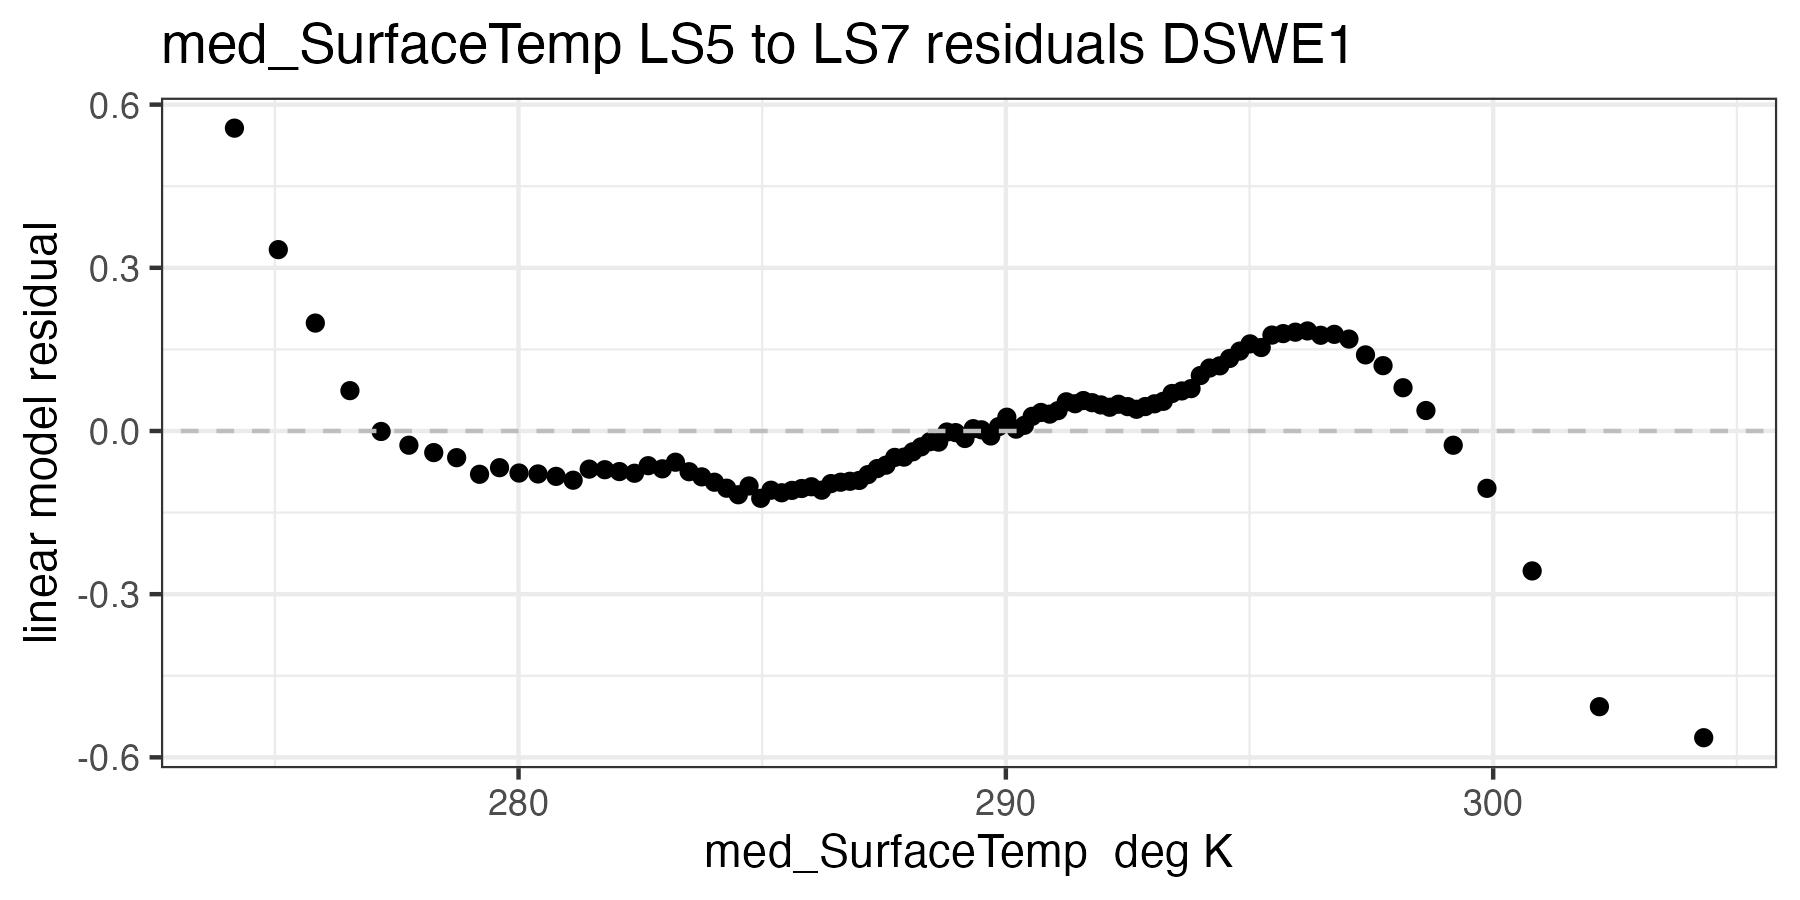 med_SurfaceTemp LS5 to LS7 residuals DSWE1
linear model residual
0.6
0.3
0.0
-0.3
-0.6
280
290
300
med_SurfaceTemp  deg K